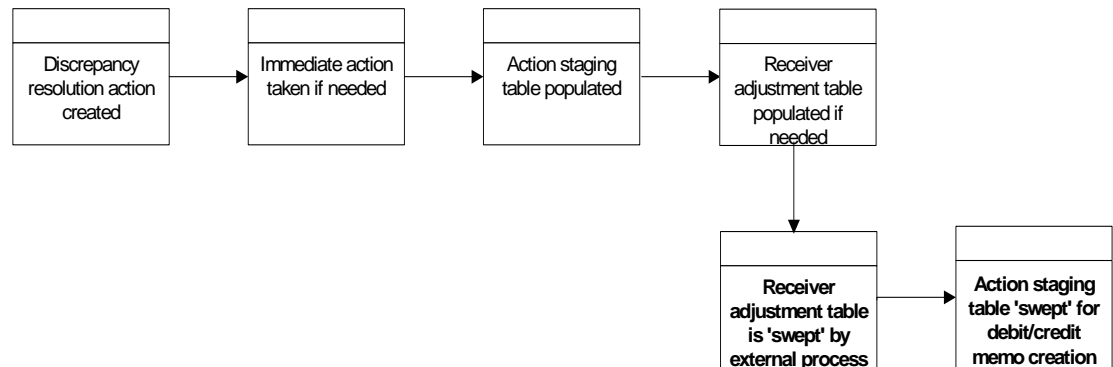 Discrepancy
resolution action
created
Immediate action
taken if needed
Action staging
table populated
Receiver
adjustment table
populated if
needed
Receiver
adjustment table
is 'swept' by
external process
Action staging
table 'swept' for
debit/credit
memo creation